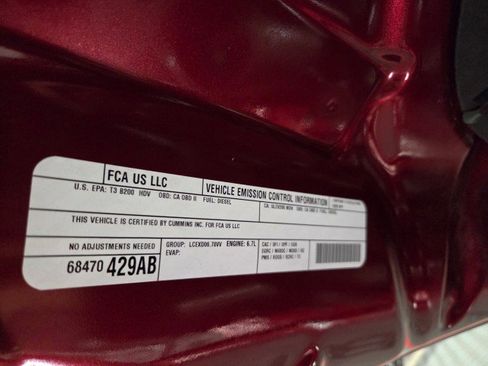 FCA US LLC
VEHICLE EMISSION CONTROL INFORMATION
U.S. EPA: T3 B200 HDV OBD: CA OBD II FUEL: DIESEL
THIS VEHICLE IS CERTIFIED BY CUMMINS INC. FOR FCA US LLC
NO ADJUSTMENTS NEEDED
68470 429AB
GROUP: ENGINE: 6.7L
EVAP: